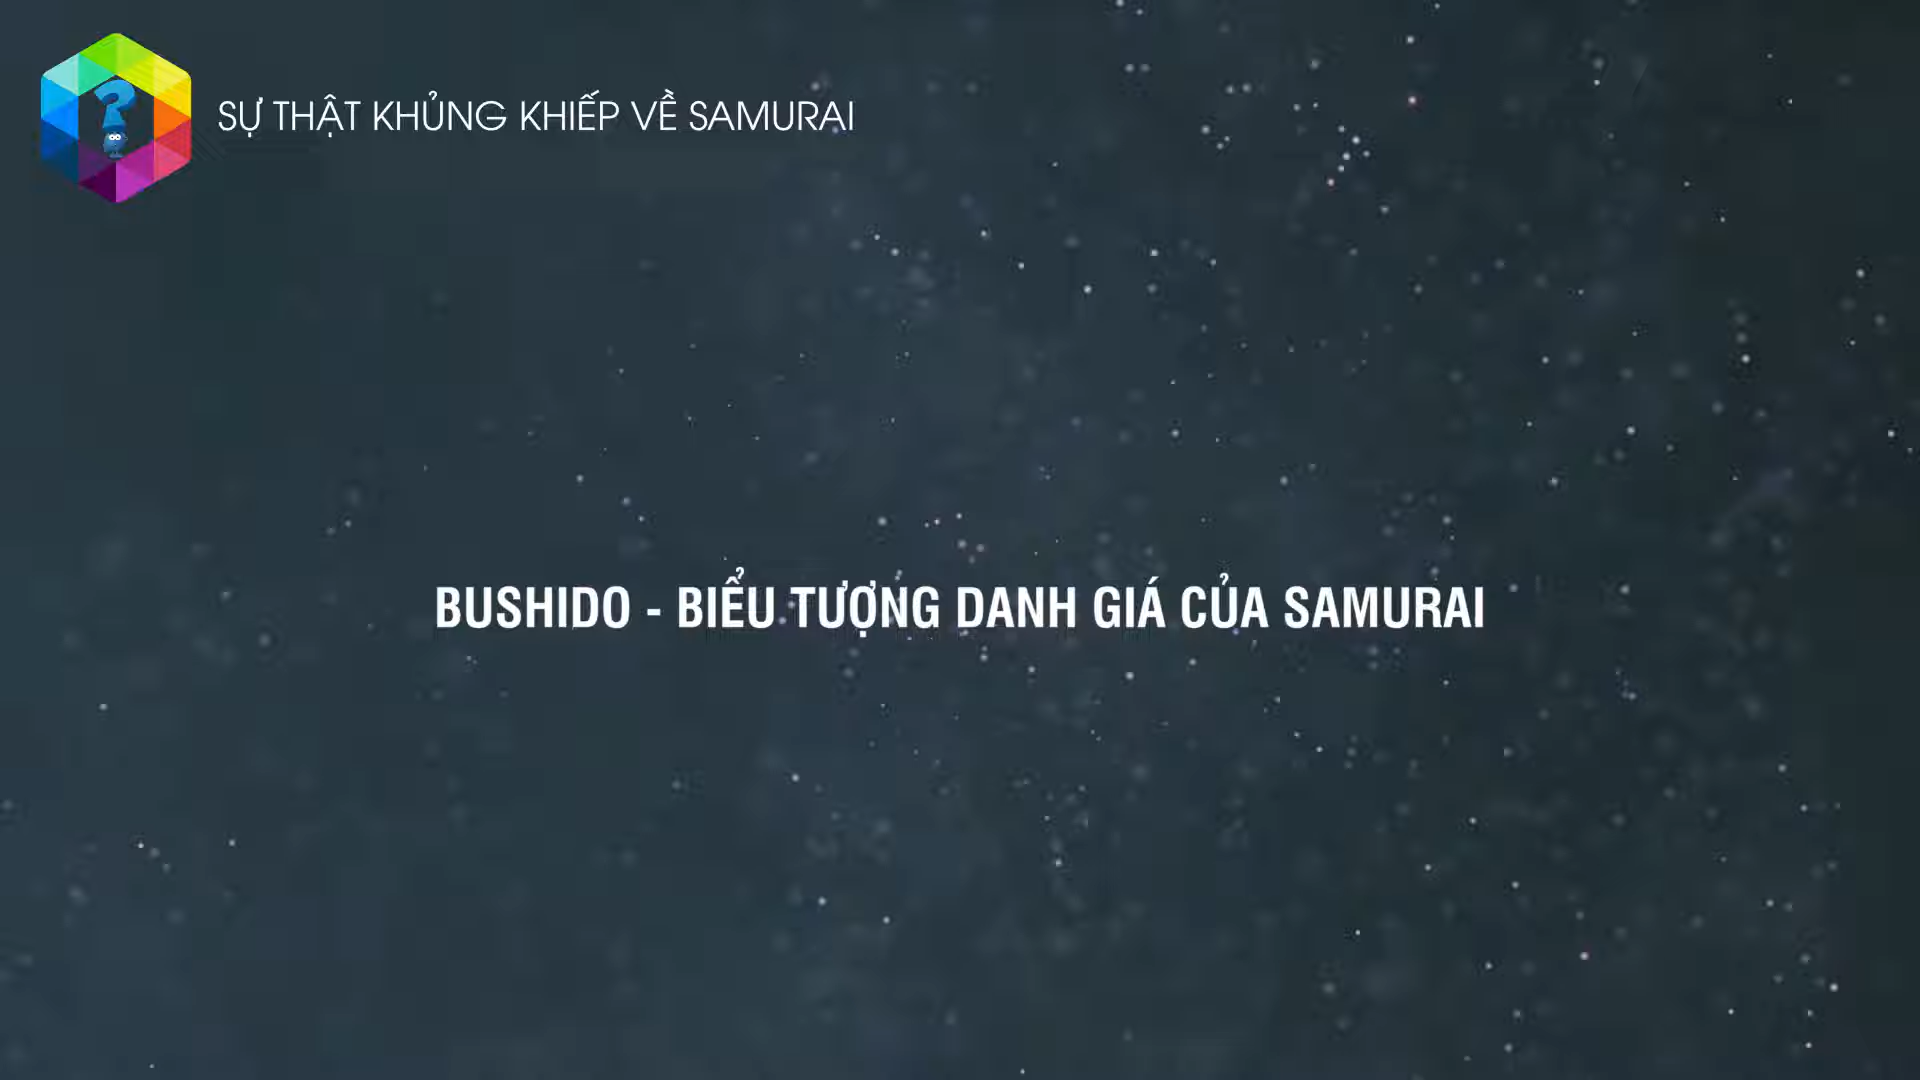 SỰ THẬT KHỦNG KHIẾP VỀ SAMURAI
BUSHIDO - BIỂU TƯỢNG DANH GIÁ CỦA SAMURAI